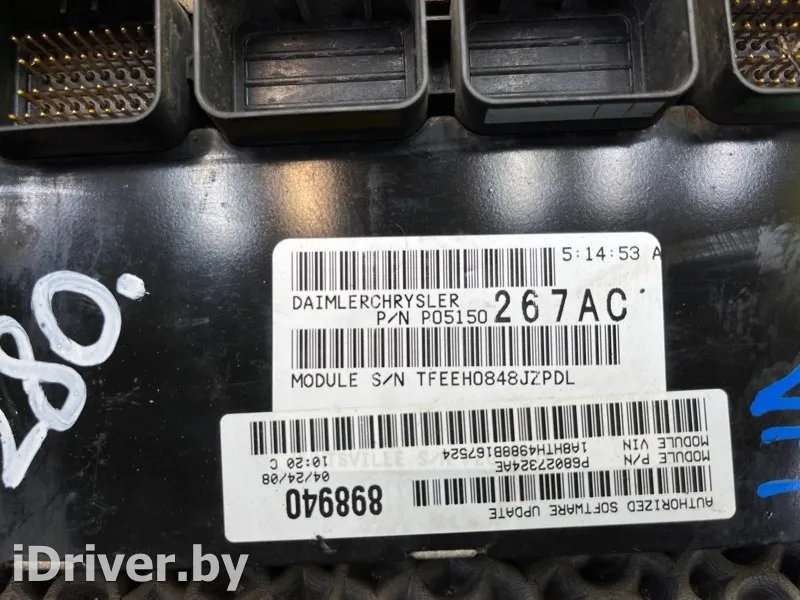 5:14:53 A
DAIMLERCHRYSLER
P/N P05150 267AC
MODULE S/N TFEEH0848JZPDL
280.
AUTHORIZED SOFTWARE UPDATE
898940
MODULE P/N
P68027324AE
MODULE VIN
1A8HTH4988B167524
04/24/08
10:20 C
iDriver.by